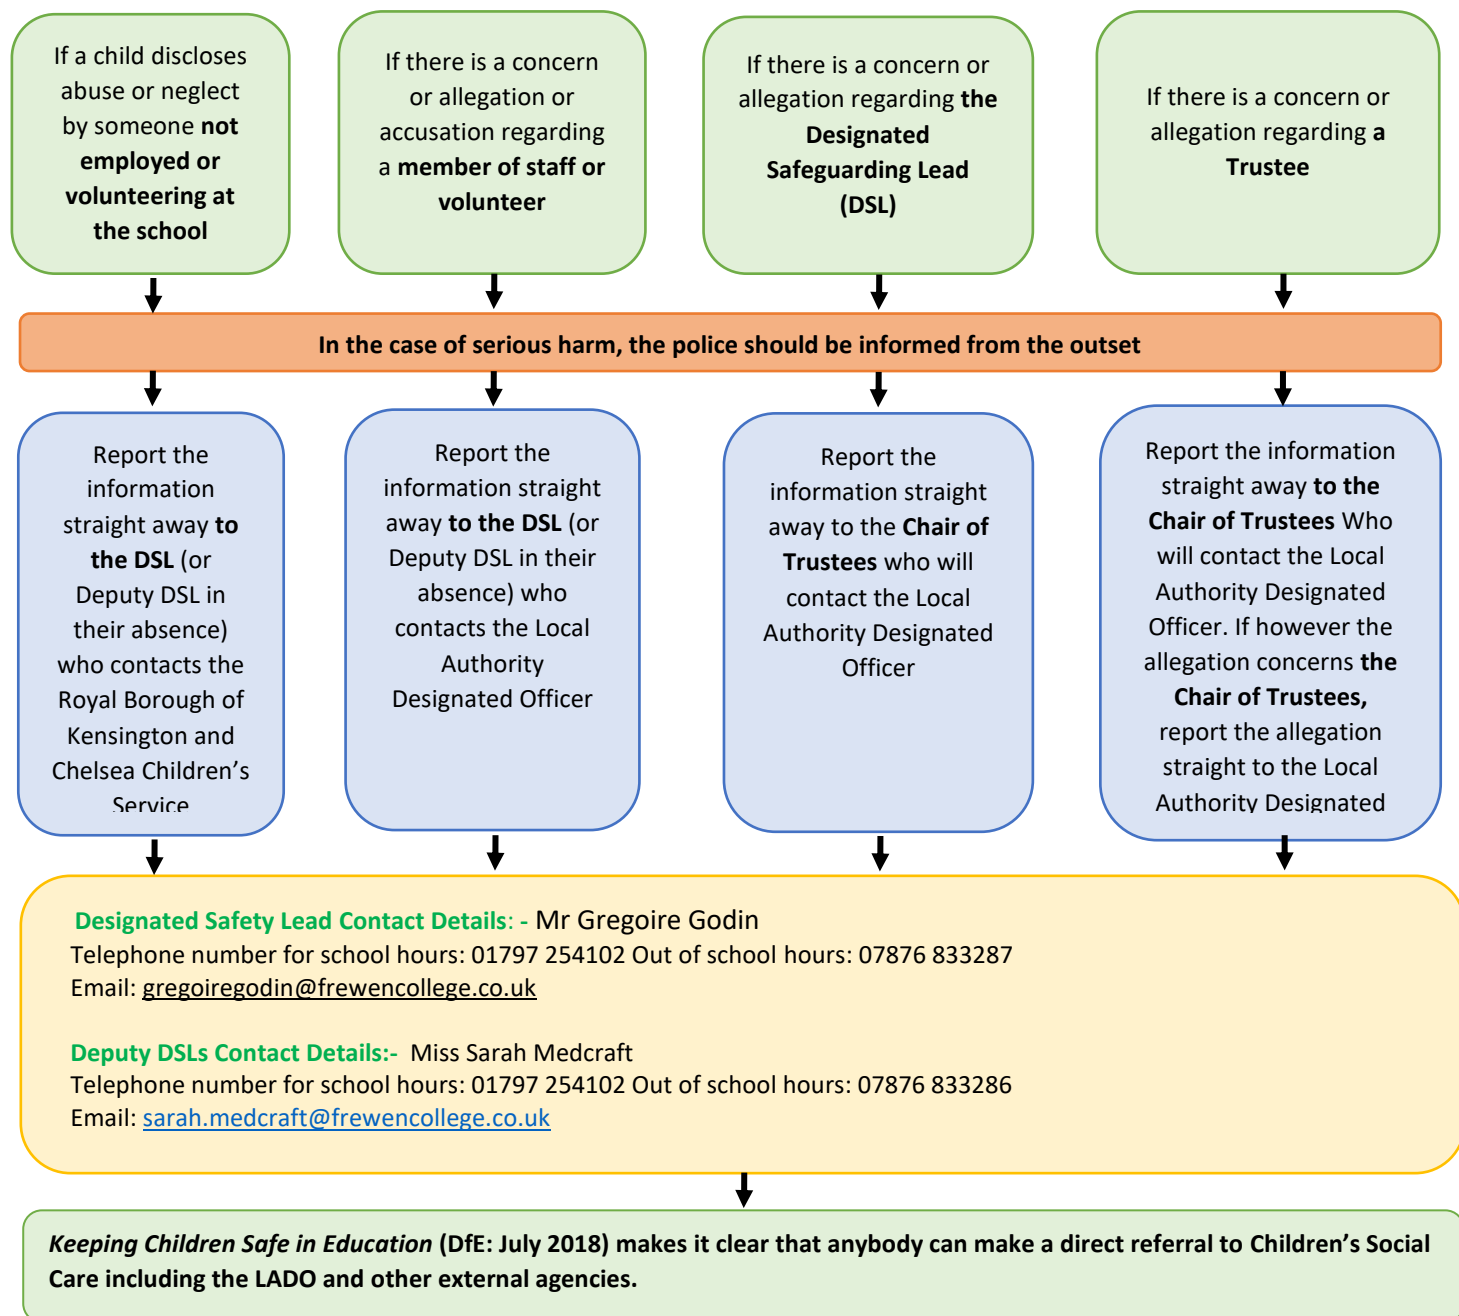 If a child discloses
abuse or neglect
by someone not
employed or
volunteering at
the school
If there is a concern
or allegation or
accusation regarding
a member of staff or
volunteer
If there is a concern or
allegation regarding the
Designated
Safeguarding Lead
(DSL)
If there is a concern or
allegation regarding a
Trustee
In the case of serious harm, the police should be informed from the outset
Report the
information
straight away to
the DSL (or
Deputy DSL in
their absence)
who contacts the
Royal Borough of
Kensington and
Chelsea Children’s
Service
Report the
information straight
away to the DSL (or
Deputy DSL in their
absence) who
contacts the Local
Authority
Designated Officer
Report the
information straight
away to the Chair of
Trustees who will
contact the Local
Authority Designated
Officer
Report the information
straight away to the
Chair of Trustees Who
will contact the Local
Authority Designated
Officer. If however the
allegation concerns the
Chair of Trustees,
report the allegation
straight to the Local
Authority Designated
Designated Safety Lead Contact Details: - Mr Gregoire Godin
Telephone number for school hours: 01797 254102 Out of school hours: 07876 833287
Email: gregoiregodin@frewencollege.co.uk
Deputy DSLs Contact Details:- Miss Sarah Medcraft
Telephone number for school hours: 01797 254102 Out of school hours: 07876 833286
Email: sarah.medcraft@frewencollege.co.uk
Keeping Children Safe in Education (DfE: July 2018) makes it clear that anybody can make a direct referral to Children’s Social
Care including the LADO and other external agencies.